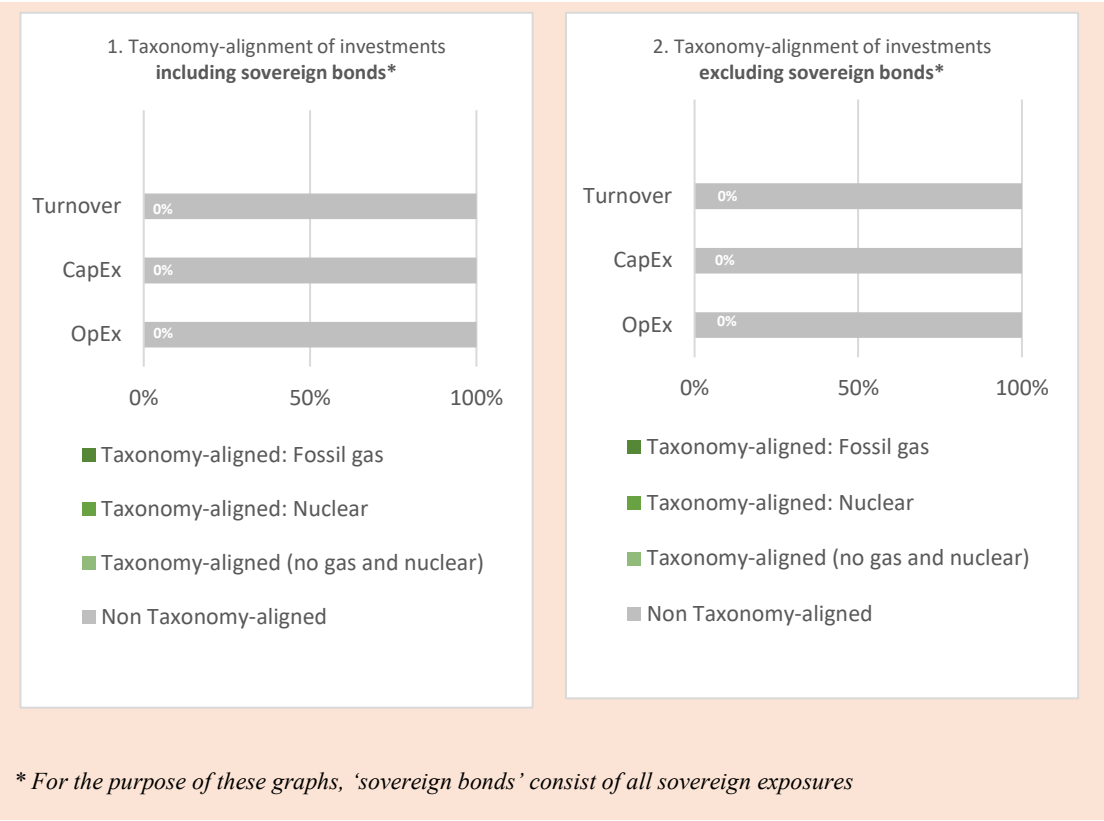 1. Taxonomy-alignment of investments
including sovereign bonds*
Turnover
0%
CapEx
0%
OpEx
0%
0%
50%
100%
Taxonomy-aligned: Fossil gas
Taxonomy-aligned: Nuclear
Taxonomy-aligned (no gas and nuclear)
Non Taxonomy-aligned
2. Taxonomy-alignment of investments
excluding sovereign bonds*
Turnover
0%
CapEx
0%
OpEx
0%
0%
50%
100%
Taxonomy-aligned: Fossil gas
Taxonomy-aligned: Nuclear
Taxonomy-aligned (no gas and nuclear)
Non Taxonomy-aligned
* For the purpose of these graphs, ‘sovereign bonds’ consist of all sovereign exposures